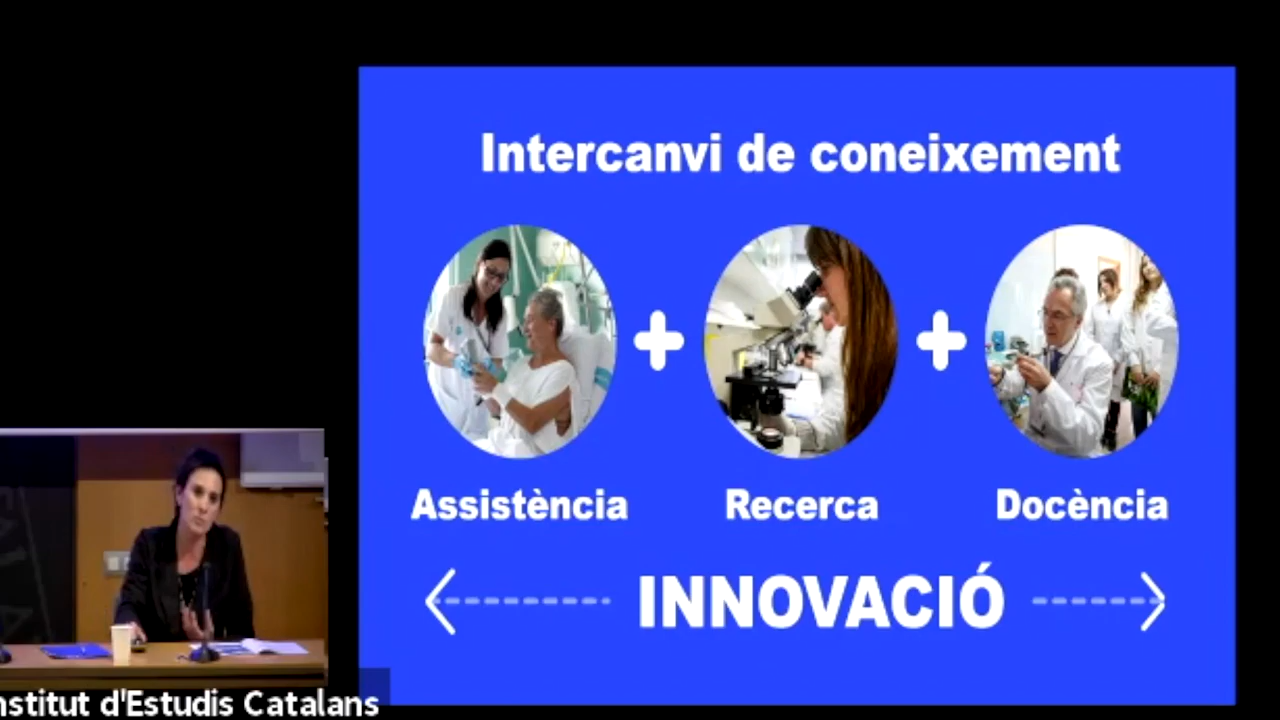 Intercanvi de coneixement
Assistència
Recerca
Docència
INNOVACIÓ
nstitut d'Estudis Catalans